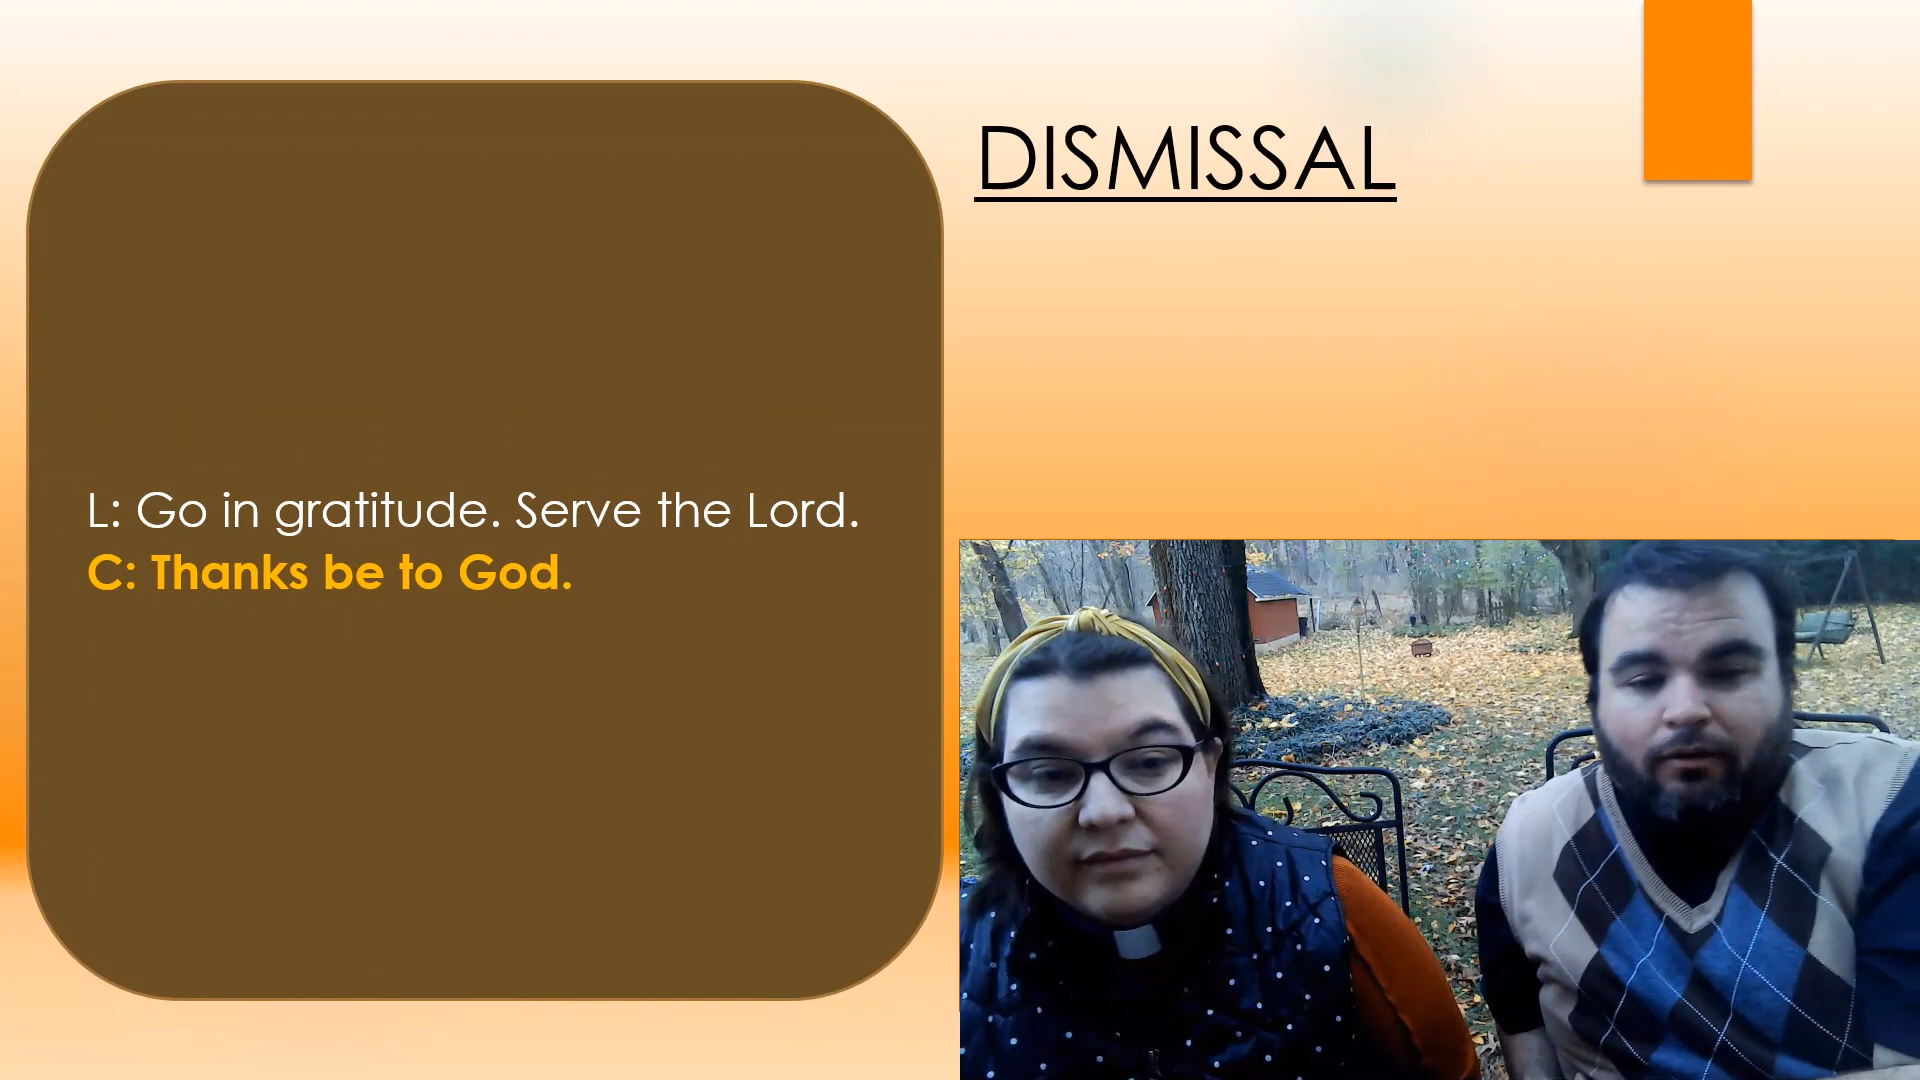 DISMISSAL
L: Go in gratitude. Serve the Lord.
C: Thanks be to God.